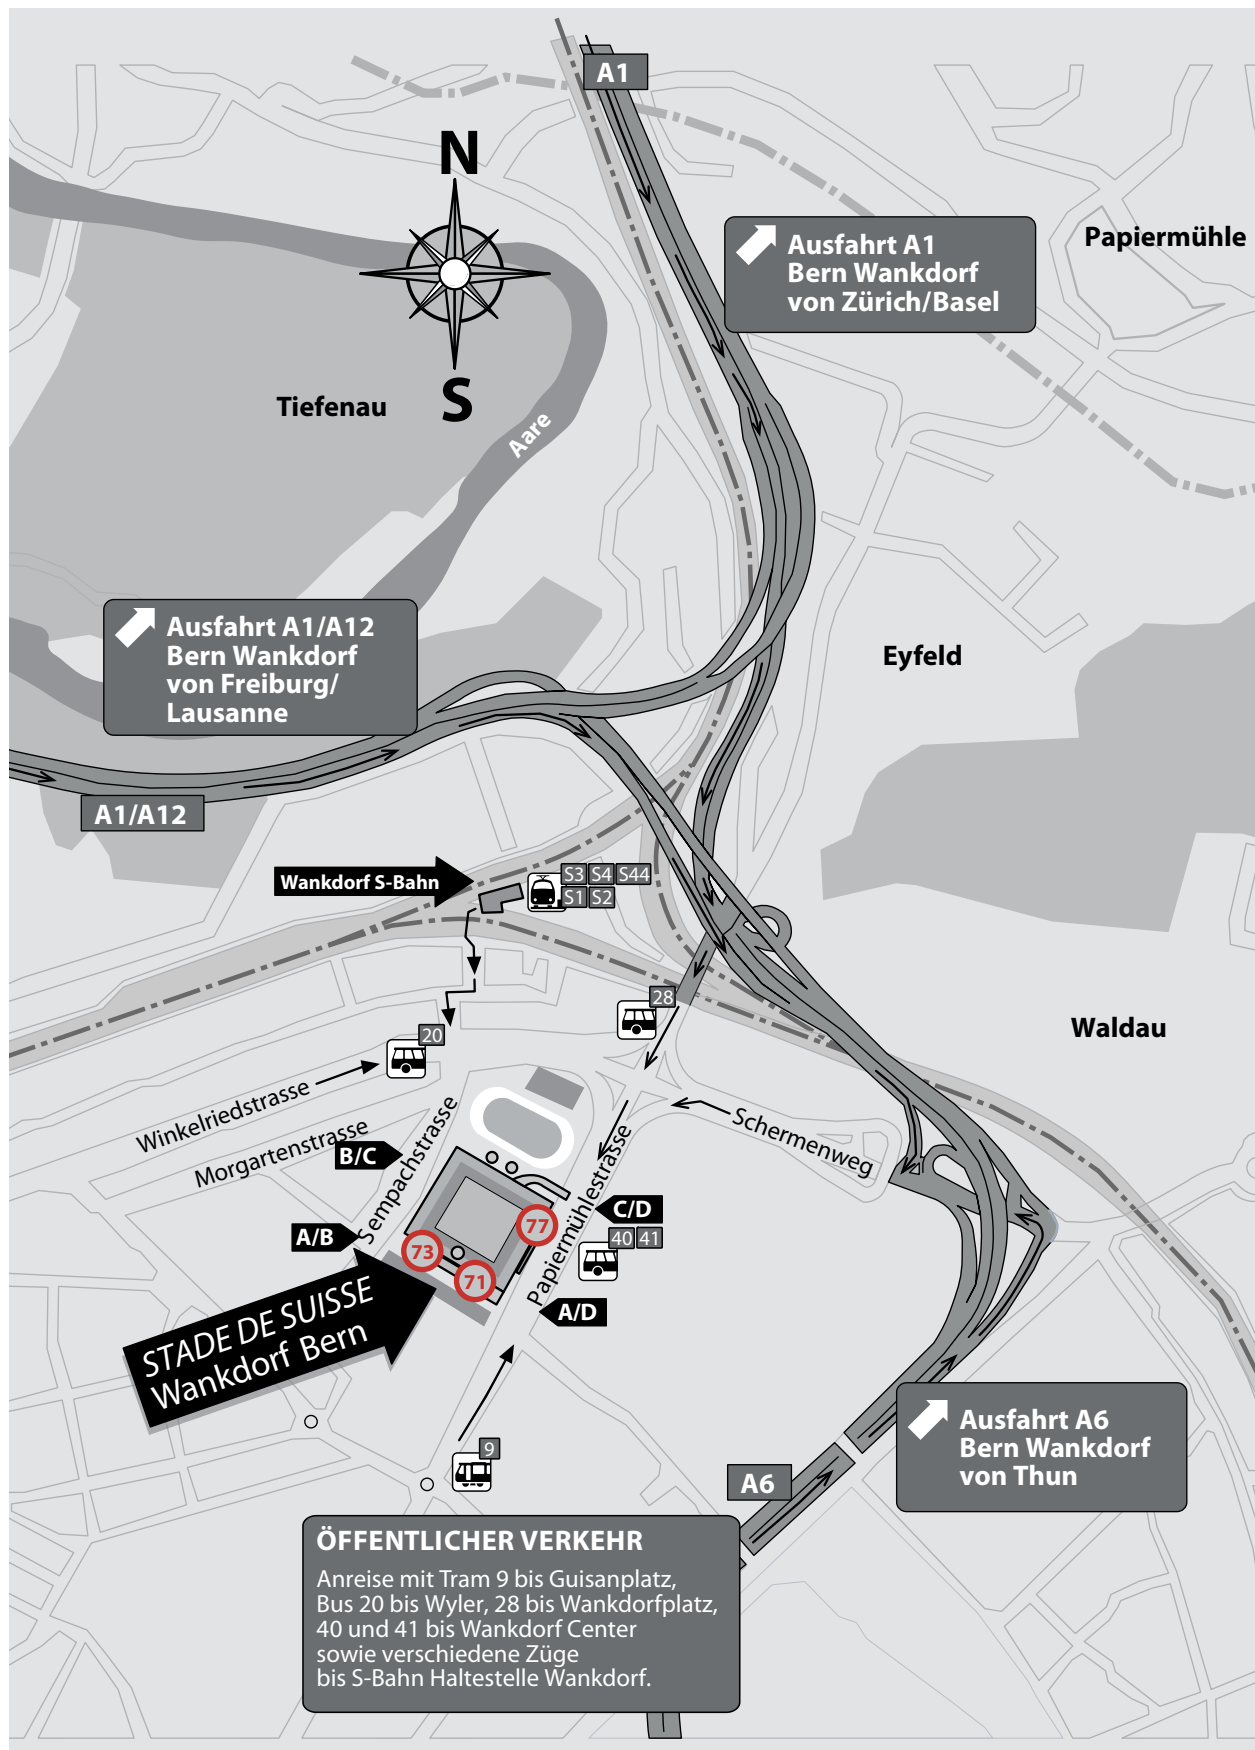 A1
N
Ausfahrt A1
Bern Wankdorf
von Zürich/Basel
Papiermühle
Tiefenau
S
Aare
Ausfahrt A1/A12
Bern Wankdorf
von Freiburg/
Lausanne
Eyfeld
A1/A12
Wankdorf S-Bahn
S3 S4 S44
S1 S2
28
20
Waldau
Winkelriedstrasse
Morgartenstrasse
Sempachstrasse
Schermenweg
Papiermühlestrasse
B/C
C/D
A/B
77
73
71
40 41
A/D
STADE DE SUISSE
Wankdorf Bern
9
Ausfahrt A6
Bern Wankdorf
von Thun
A6
ÖFFENTLICHER VERKEHR
Anreise mit Tram 9 bis Guisanplatz,
Bus 20 bis Wyler, 28 bis Wankdorfplatz,
40 und 41 bis Wankdorf Center
sowie verschiedene Züge
bis S-Bahn Haltestelle Wankdorf.